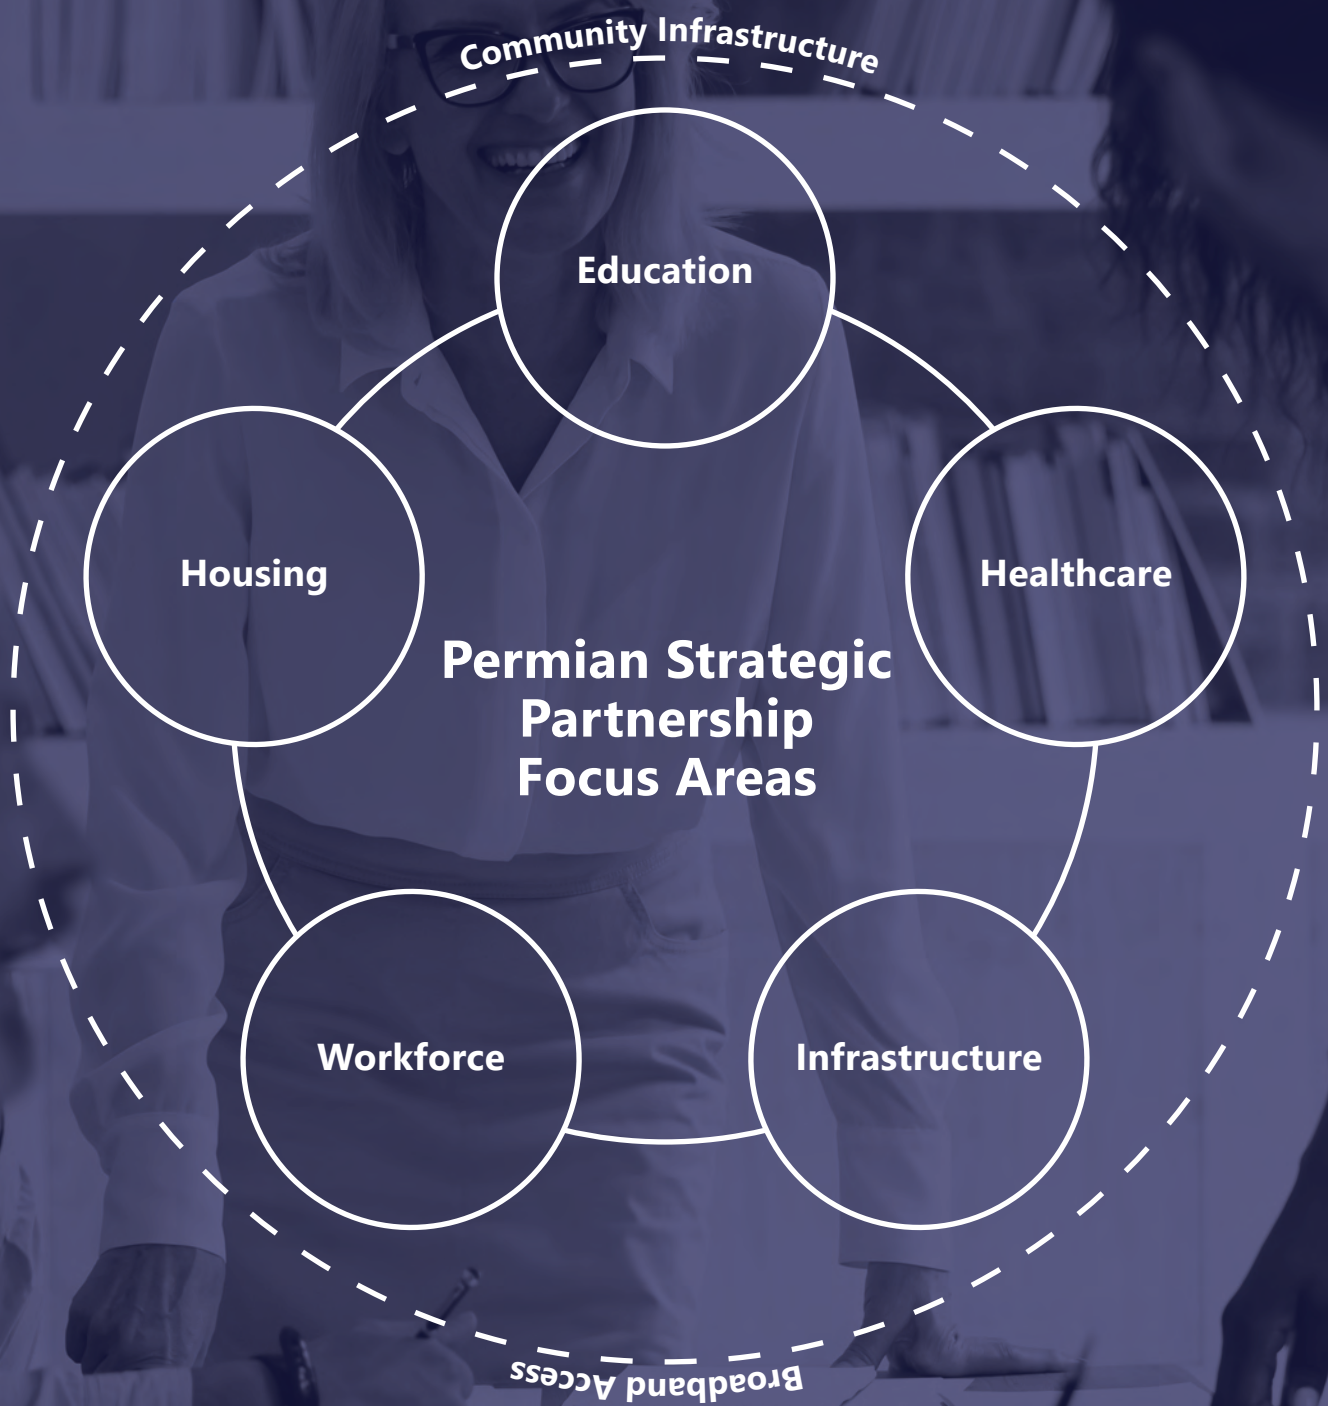 Community Infrastructure
Education
Housing
Healthcare
Permian Strategic
Partnership
Focus Areas
Workforce
Infrastructure
Broadband Access